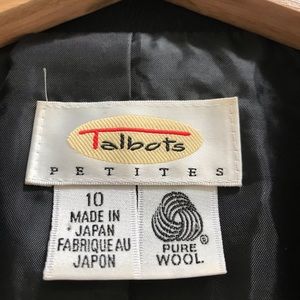 Talbots
PETITES
10
MADE IN
JAPAN
FABRIQUE AU
JAPON
PURE
WOOL
®